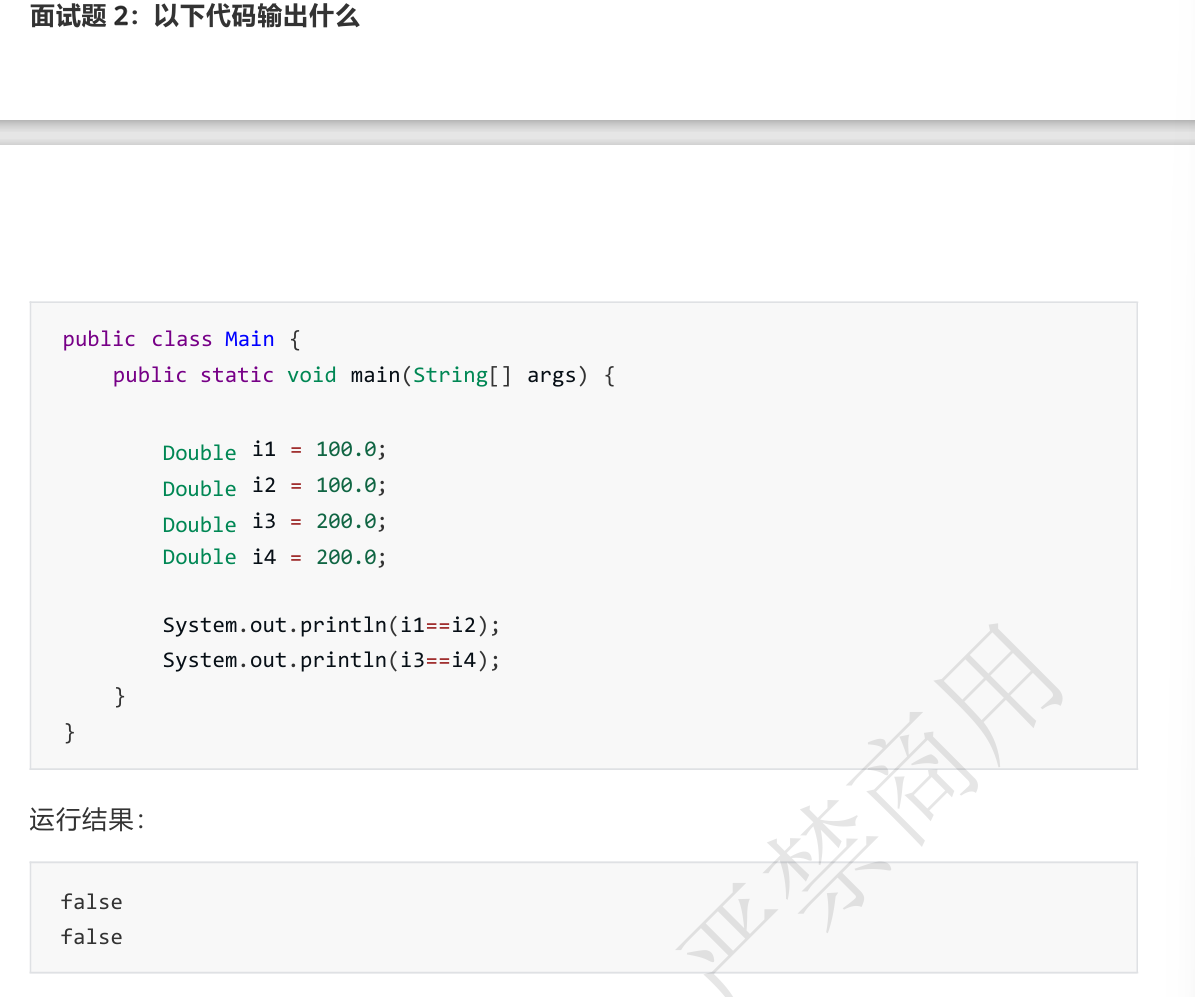 面试题 2：以下代码输出什么
public class Main {
    public static void main(String[] args) {
        Double i1 = 100.0;
        Double i2 = 100.0;
        Double i3 = 200.0;
        Double i4 = 200.0;
        System.out.println(i1==i2);
        System.out.println(i3==i4);
    }
}
运行结果：
false
false
严禁商用